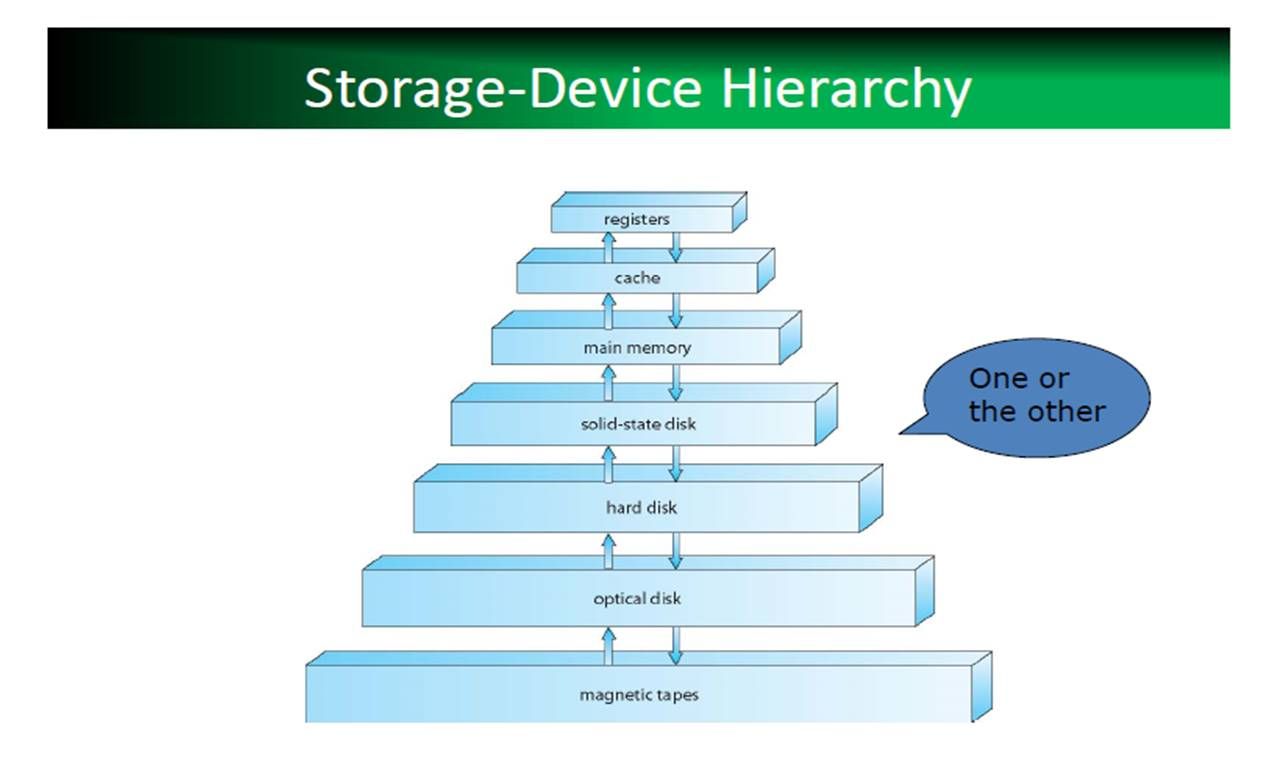 Storage-Device Hierarchy
registers
cache
main memory
One or
the other
solid-state disk
hard disk
optical disk
magnetic tapes